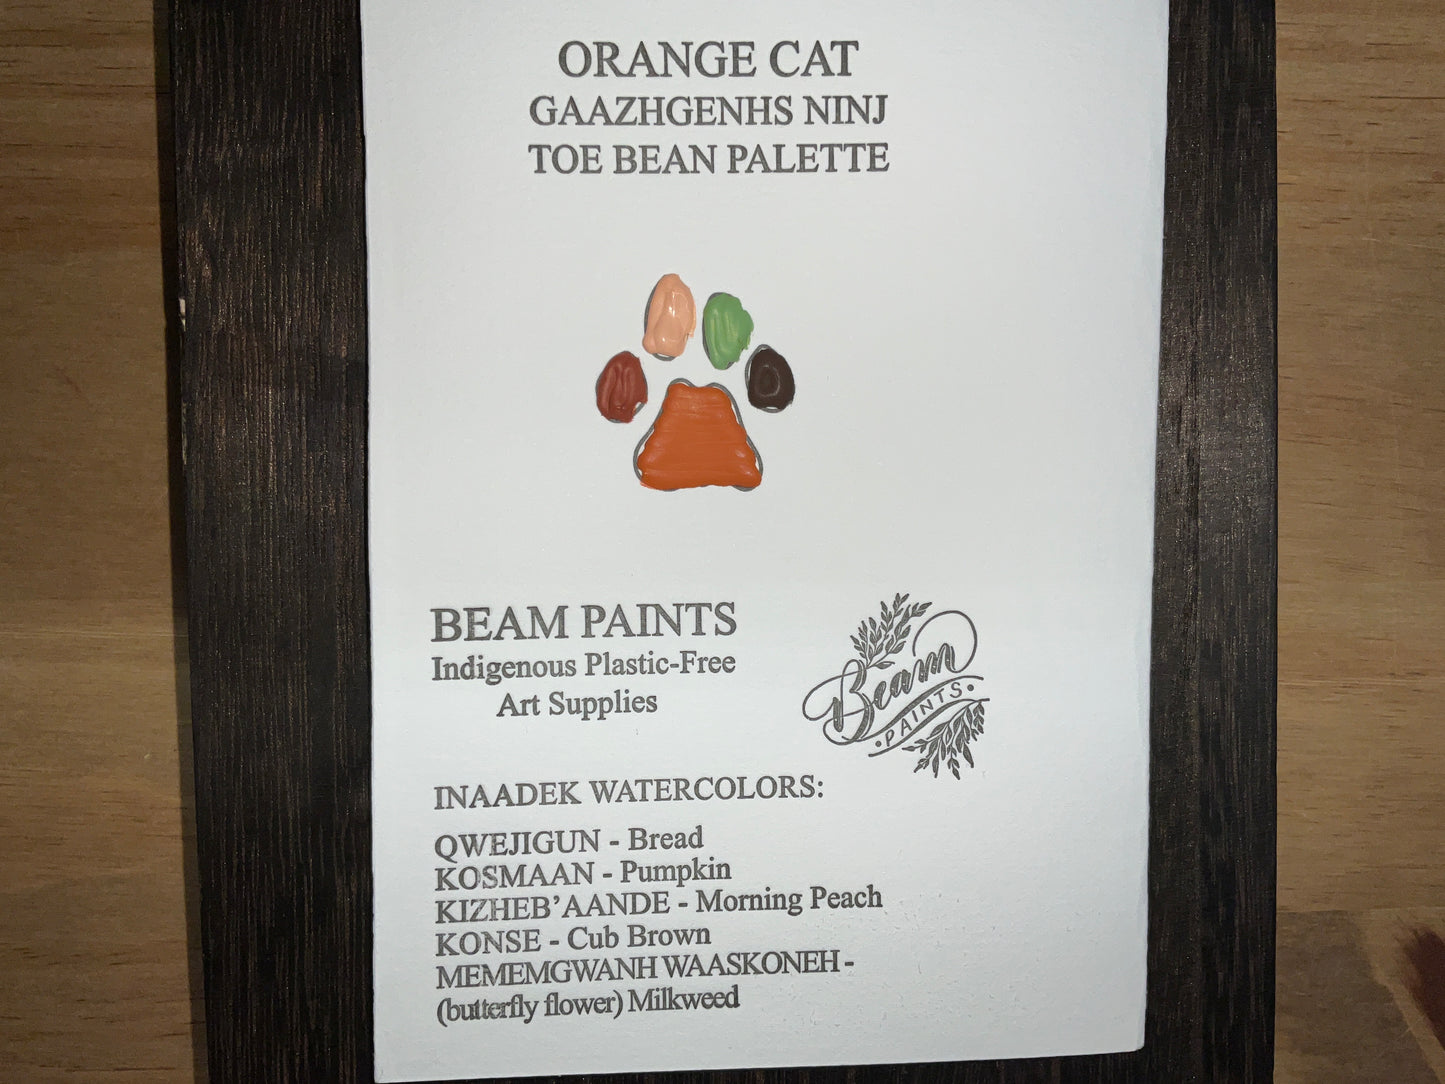 ORANGE CAT
GAAZHGENHS NINJ
TOE BEAN PALETTE
BEAM PAINTS
Indigenous Plastic-Free
Art Supplies
Beam
•PAINTS•
INAADEK WATERCOLORS:
QWEJIGUN - Bread
KOSMAAN - Pumpkin
KIZHEB’AANDE - Morning Peach
KONSE - Cub Brown
MEMEMGWANH WAASKONEH -
(butterfly flower) Milkweed